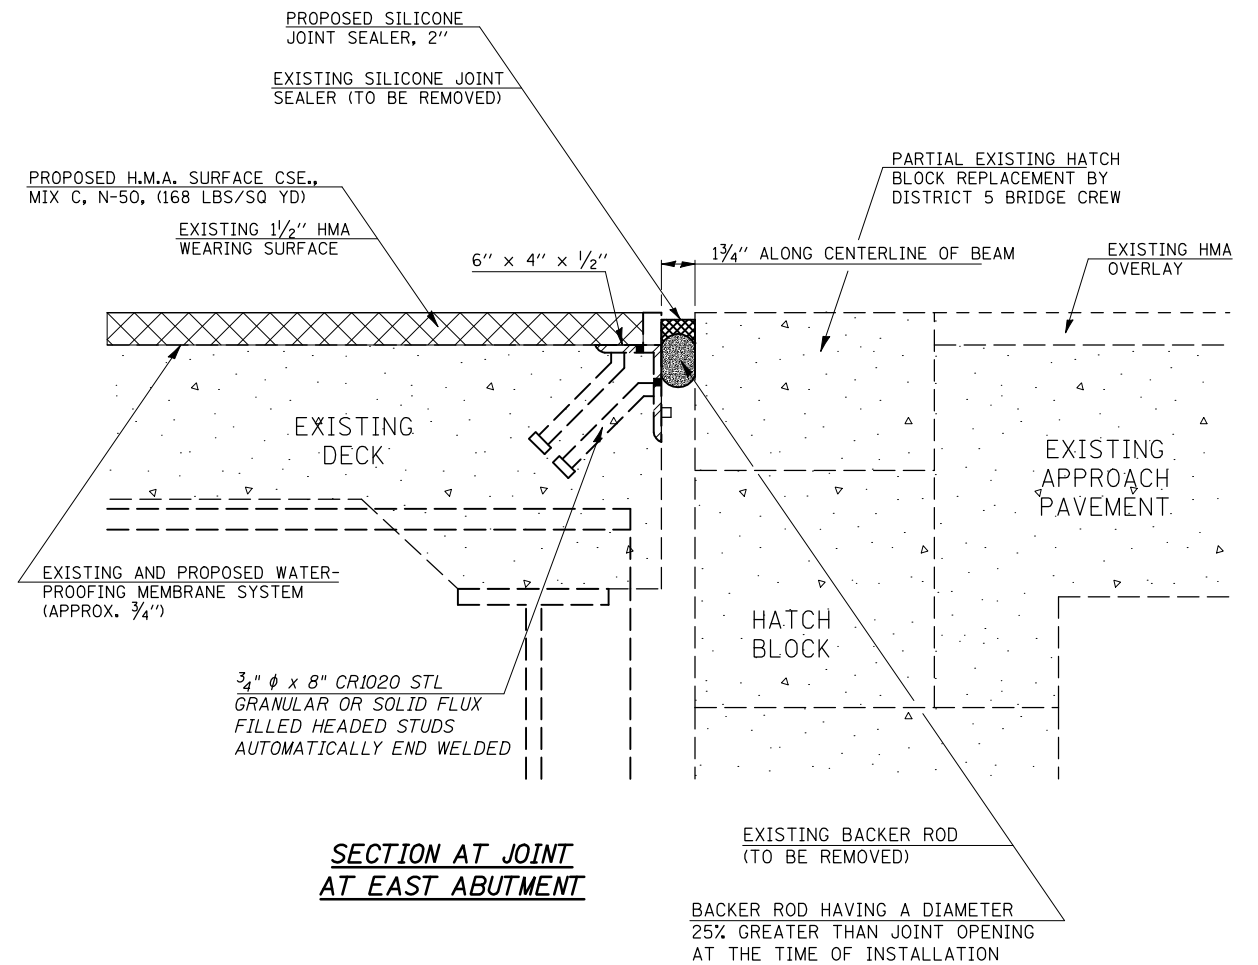 PROPOSED SILICONE
JOINT SEALER, 2"
EXISTING SILICONE JOINT
SEALER (TO BE REMOVED)
PROPOSED H.M.A. SURFACE CSE.,
MIX C, N-50, (168 LBS/SQ YD)
EXISTING 1½" HMA
WEARING SURFACE
6" x 4" x ½"
PARTIAL EXISTING HATCH
BLOCK REPLACEMENT BY
DISTRICT 5 BRIDGE CREW
1¾" ALONG CENTERLINE OF BEAM
EXISTING HMA
OVERLAY
EXISTING
DECK
EXISTING
APPROACH
PAVEMENT
EXISTING AND PROPOSED WATER-
PROOFING MEMBRANE SYSTEM
(APPROX. ¾")
HATCH
BLOCK
¾" ϕ x 8" CR1020 STL
GRANULAR OR SOLID FLUX
FILLED HEADED STUDS
AUTOMATICALLY END WELDED
SECTION AT JOINT
AT EAST ABUTMENT
EXISTING BACKER ROD
(TO BE REMOVED)
BACKER ROD HAVING A DIAMETER
25% GREATER THAN JOINT OPENING
AT THE TIME OF INSTALLATION